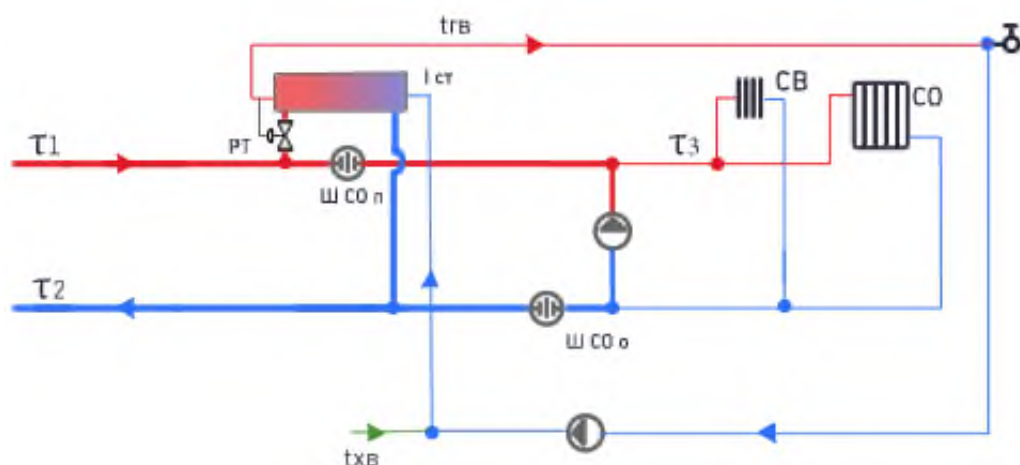 tгв
I ст
СВ
СО
РТ
τ1
τ3
Ш СО п
τ2
Ш СО о
tхв